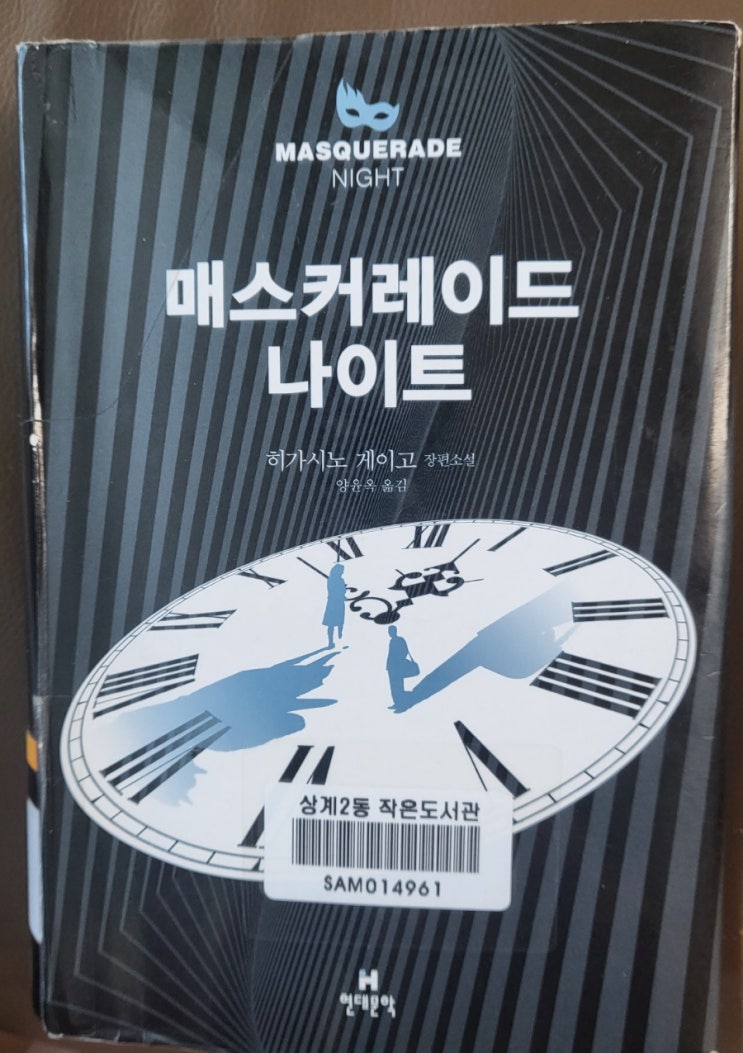 MASQUERADE
NIGHT
매스커레이드
나이트
히가시노 게이고 장편소설
양윤옥 옮김
상계2동 작은도서관
SAM014961
H
현대문학